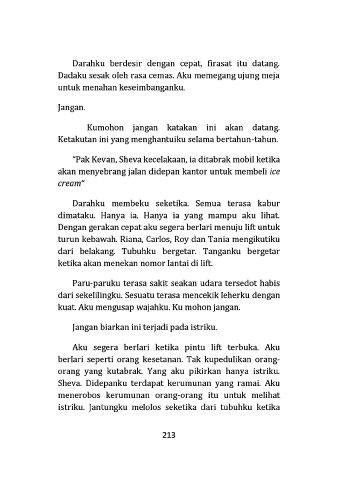 Darahku berdesir dengan cepat, firasat itu datang.
Dadaku sesak oleh rasa cemas. Aku memegang ujung meja
untuk menahan keseimbanganku.
Jangan.
Kumohon jangan katakan ini akan datang.
Ketakutan ini yang menghantuiku selama bertahun-tahun.
“Pak Kevan, Sheva kecelakaan, ia ditabrak mobil ketika
akan menyebrang jalan didepan kantor untuk membeli ice
cream”
Darahku membeku seketika. Semua terasa kabur
dimataku. Hanya ia. Hanya ia yang mampu aku lihat.
Dengan gerakan cepat aku segera berlari menuju lift untuk
turun kebawah. Riana, Carlos, Roy dan Tania mengikutiku
dari belakang. Tubuhku bergetar. Tanganku bergetar
ketika akan menekan nomor lantai di lift.
Paru-paruku terasa sakit seakan udara tersedot habis
dari sekelilingku. Sesuatu terasa mencekik leherku dengan
kuat. Aku mengusap wajahku. Ku mohon jangan.
Jangan biarkan ini terjadi pada istriku.
Aku segera berlari ketika pintu lift terbuka. Aku
berlari seperti orang kesetanan. Tak kupedulikan orang-
orang yang kutabrak. Yang aku pikirkan hanya istriku.
Sheva. Didepanku terdapat kerumunan yang ramai. Aku
menerobos kerumunan orang-orang itu untuk melihat
istriku. Jantungku melolos seketika dari tubuhku ketika
213